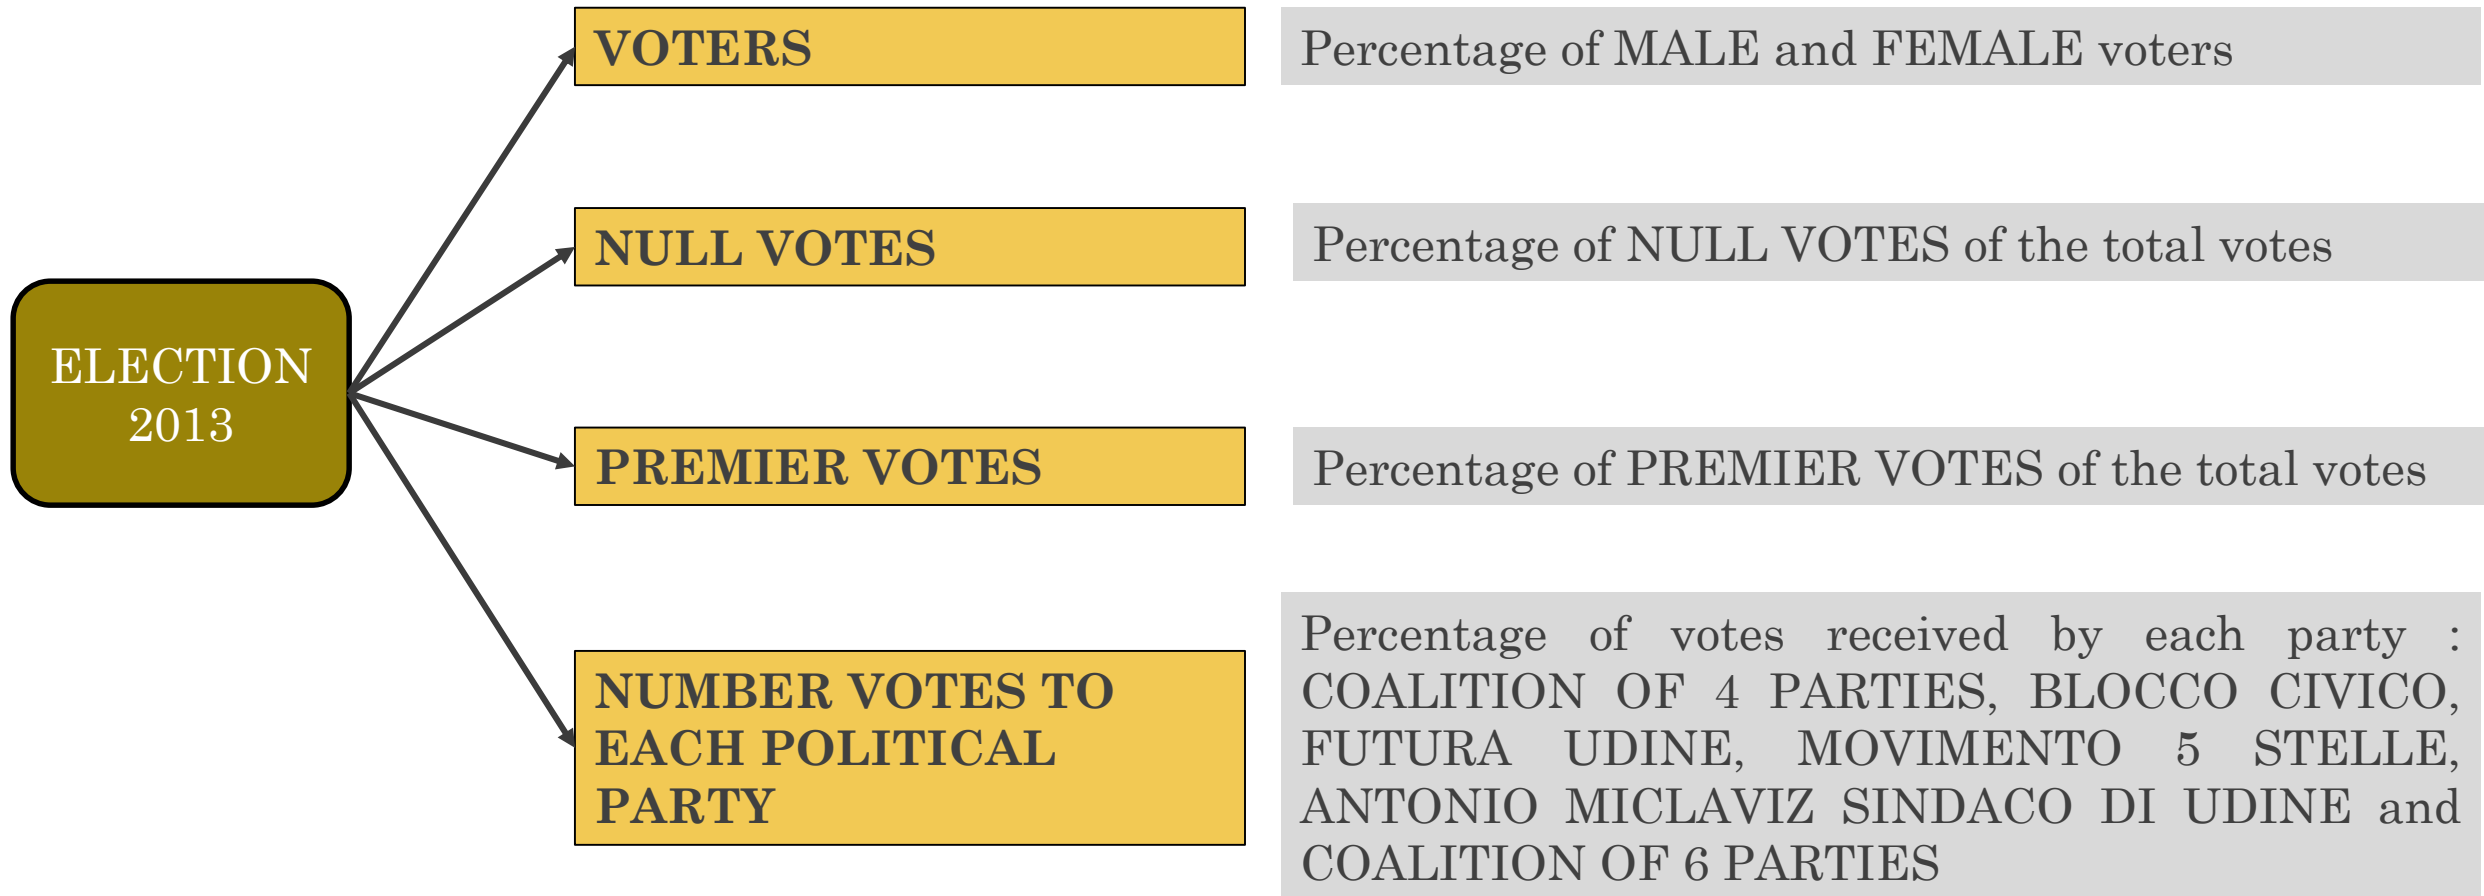 VOTERS
Percentage of MALE and FEMALE voters
NULL VOTES
Percentage of NULL VOTES of the total votes
ELECTION
2013
PREMIER VOTES
Percentage of PREMIER VOTES of the total votes
NUMBER VOTES TO
EACH POLITICAL
PARTY
Percentage of votes received by each party :
COALITION OF 4 PARTIES, BLOCCO CIVICO,
FUTURA UDINE, MOVIMENTO 5 STELLE,
ANTONIO MICLAVIZ SINDACO DI UDINE and
COALITION OF 6 PARTIES